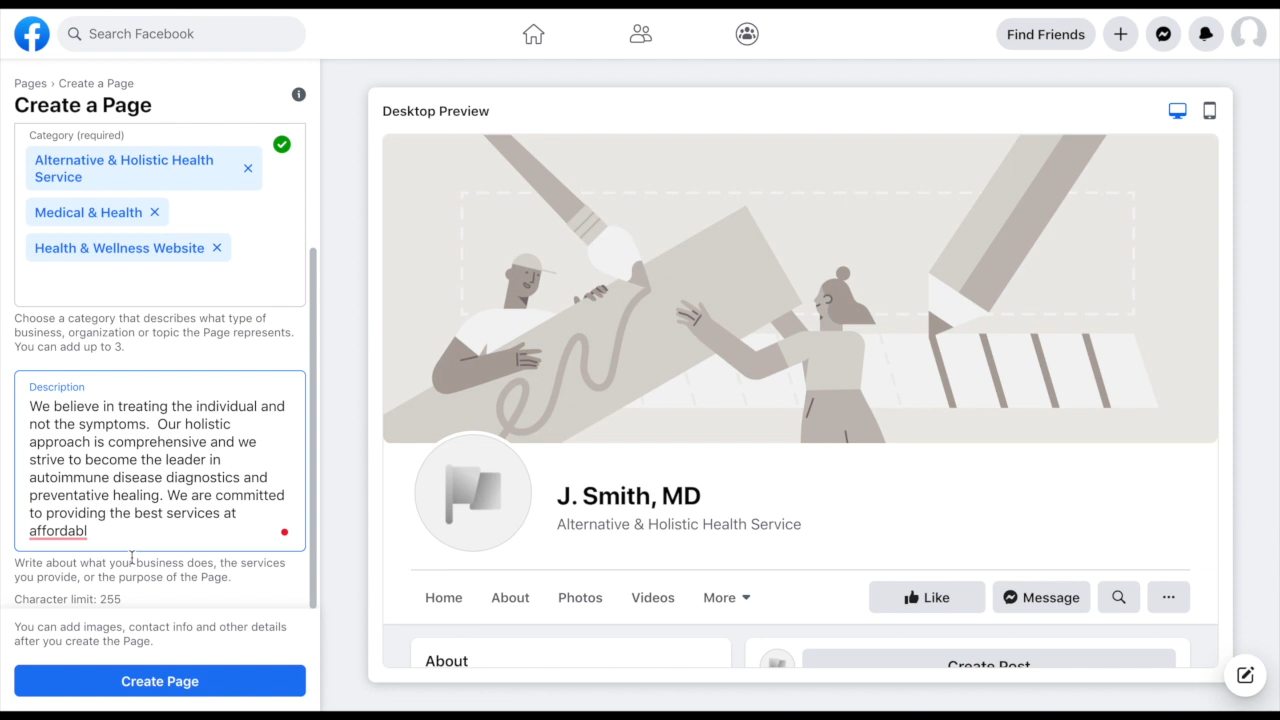 Search Facebook
Find Friends
Pages › Create a Page
Create a Page
Category (required)
Alternative & Holistic Health
Service
Medical & Health
Health & Wellness Website
Choose a category that describes what type of
business, organization or topic the Page represents.
You can add up to 3.
Description
We believe in treating the individual and
not the symptoms.  Our holistic
approach is comprehensive and we
strive to become the leader in
autoimmune disease diagnostics and
preventative healing. We are committed
to providing the best services at
affordabl
Write about what your business does, the services
you provide, or the purpose of the Page.
Character limit: 255
You can add images, contact info and other details
after you create the Page.
Create Page
Desktop Preview
J. Smith, MD
Alternative & Holistic Health Service
Home About Photos Videos More Like Message
About
Create Post